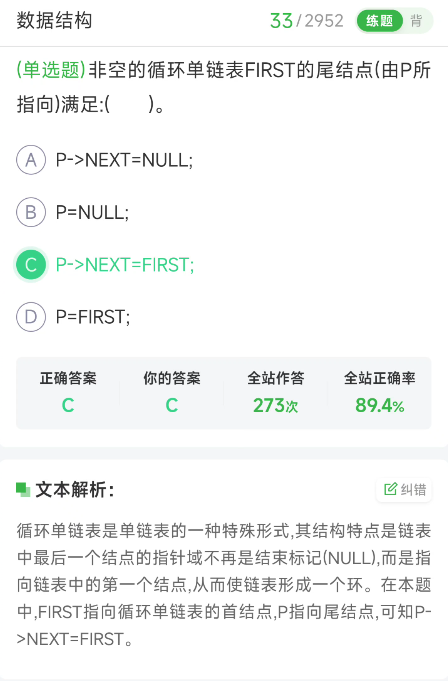 数据结构 33/2952 练题 背
(单选题)非空的循环单链表FIRST的尾结点(由P所
指向)满足:( )。
A P->NEXT=NULL;
B P=NULL;
C P->NEXT=FIRST;
D P=FIRST;
正确答案 你的答案 全站作答 全站正确率
C C 273次 89.4%
文本解析: 纠错
循环单链表是单链表的一种特殊形式,其结构特点是链表
中最后一个结点的指针域不再是结束标记(NULL),而是指
向链表中的第一个结点,从而使链表形成一个环。在本题
中,FIRST指向循环单链表的首结点,P指向尾结点,可知P-
>NEXT=FIRST。